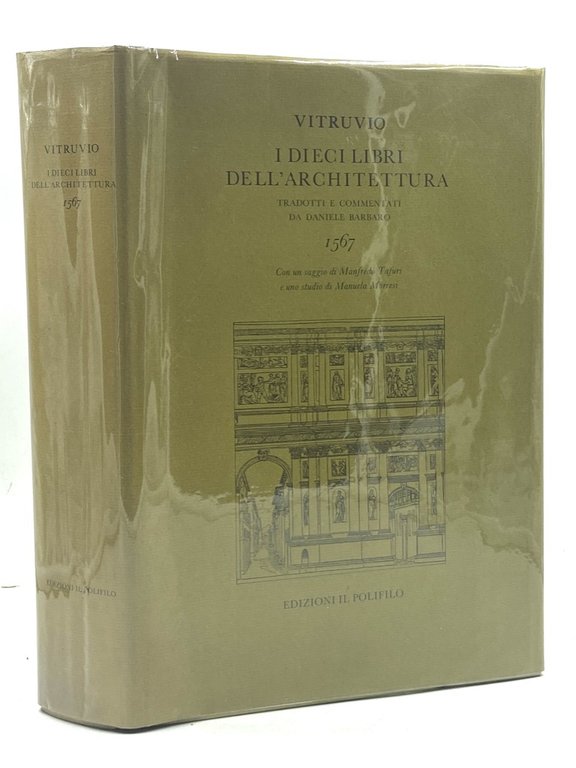 VITRUVIO
I DIECI LIBRI
DELL'ARCHITETTURA
1567
EDIZIONI IL POLIFILO
VITRUVIO
I DIECI LIBRI
DELL'ARCHITETTURA
TRADOTTI E COMMENTATI
DA DANIELE BARBARO
1567
Con un saggio di Manfredo Tafuri
e uno studio di Manuela Morresi
EDIZIONI IL POLIFILO